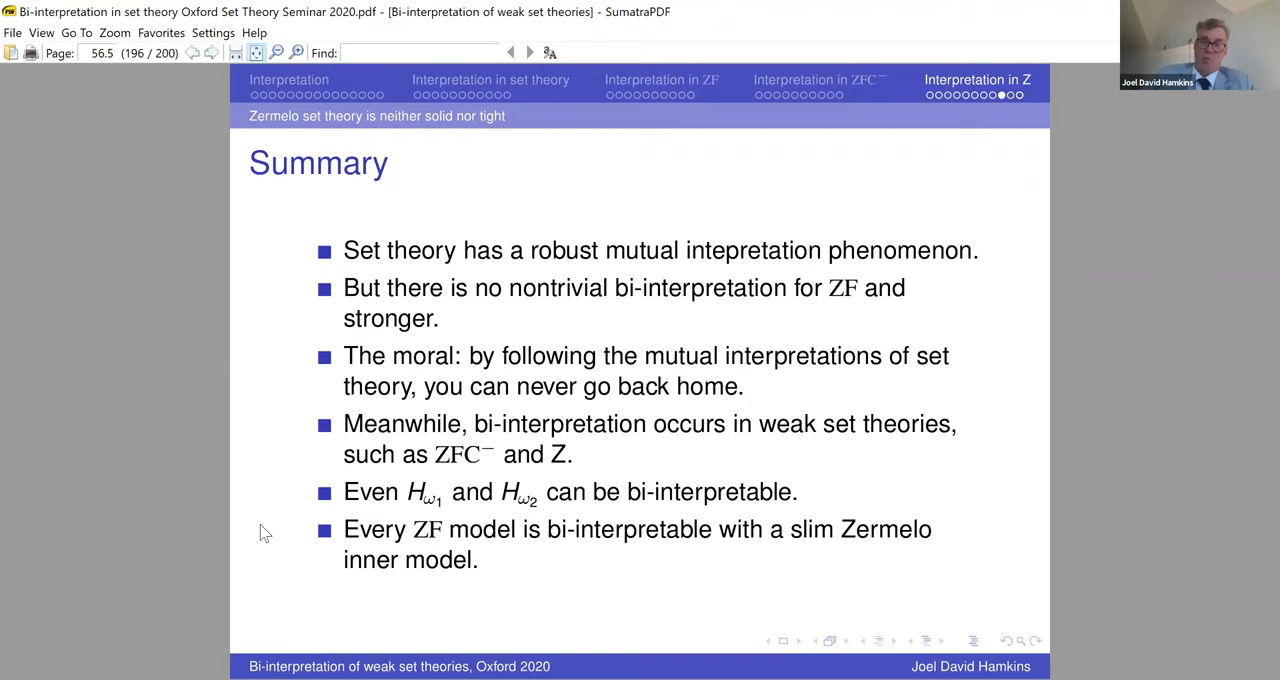 Bi-interpretation in set theory Oxford Set Theory Seminar 2020.pdf - [Bi-interpretation of weak set theories] - SumatraPDF
File View Go To Zoom Favorites Settings Help
Page: 56.5 (196 / 200) Find:
Joel David Hamkins
Interpretation Interpretation in set theory Interpretation in ZF Interpretation in ZFC⁻ Interpretation in Z
Zermelo set theory is neither solid nor tight
Summary
Set theory has a robust mutual intepretation phenomenon.
But there is no nontrivial bi-interpretation for ZF and
stronger.
The moral: by following the mutual interpretations of set
theory, you can never go back home.
Meanwhile, bi-interpretation occurs in weak set theories,
such as ZFC⁻ and Z.
Even H_ω₁ and H_ω₂ can be bi-interpretable.
Every ZF model is bi-interpretable with a slim Zermelo
inner model.
Bi-interpretation of weak set theories, Oxford 2020 Joel David Hamkins